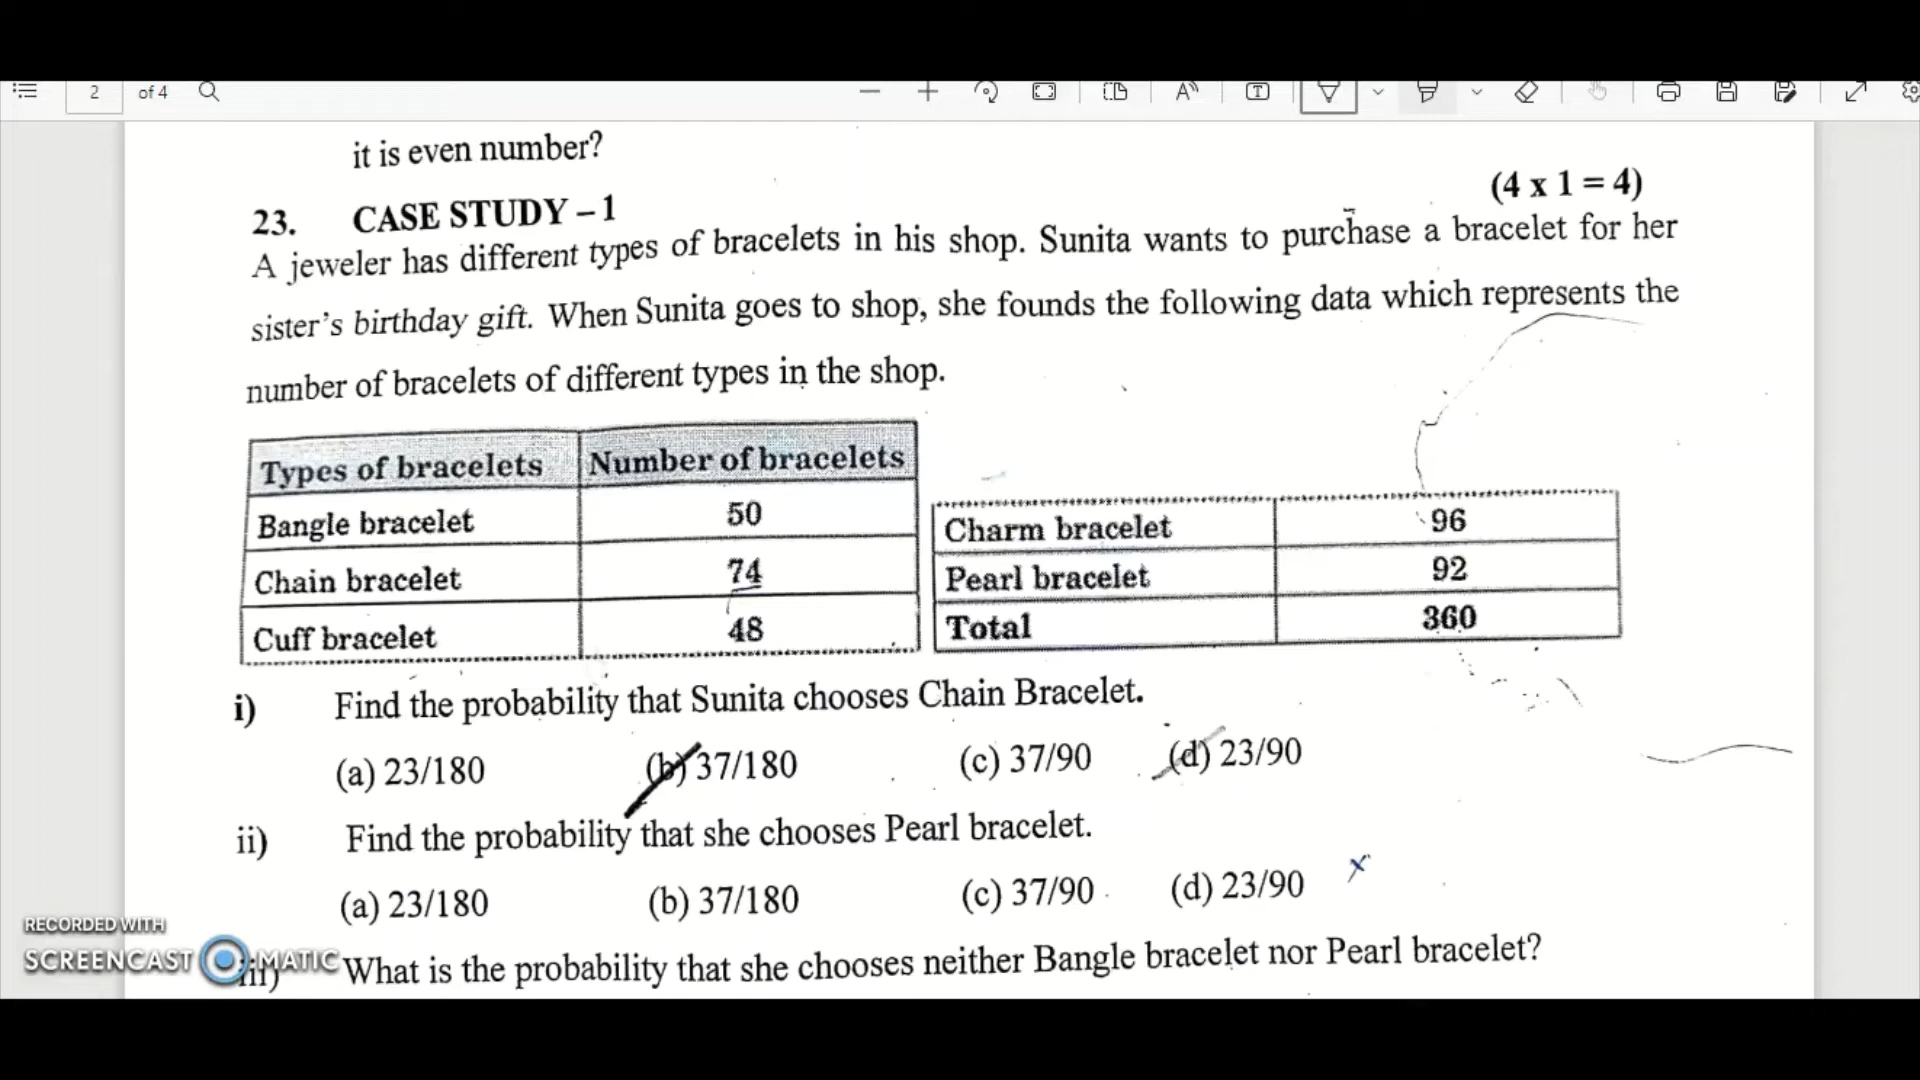 2 of 4
it is even number?
(4 x 1 = 4)
23. CASE STUDY – 1
A jeweler has different types of bracelets in his shop. Sunita wants to purchase a bracelet for her
sister's birthday gift. When Sunita goes to shop, she founds the following data which represents the
number of bracelets of different types in the shop.
Types of bracelets Number of bracelets
Bangle bracelet 50
Chain bracelet 74
Cuff bracelet 48
Charm bracelet 96
Pearl bracelet 92
Total 360
i) Find the probability that Sunita chooses Chain Bracelet.
(a) 23/180 (b) 37/180 (c) 37/90 (d) 23/90
ii) Find the probability that she chooses Pearl bracelet.
(a) 23/180 (b) 37/180 (c) 37/90 (d) 23/90
iii) What is the probability that she chooses neither Bangle bracelet nor Pearl bracelet?
RECORDED WITH
SCREENCAST MATIC